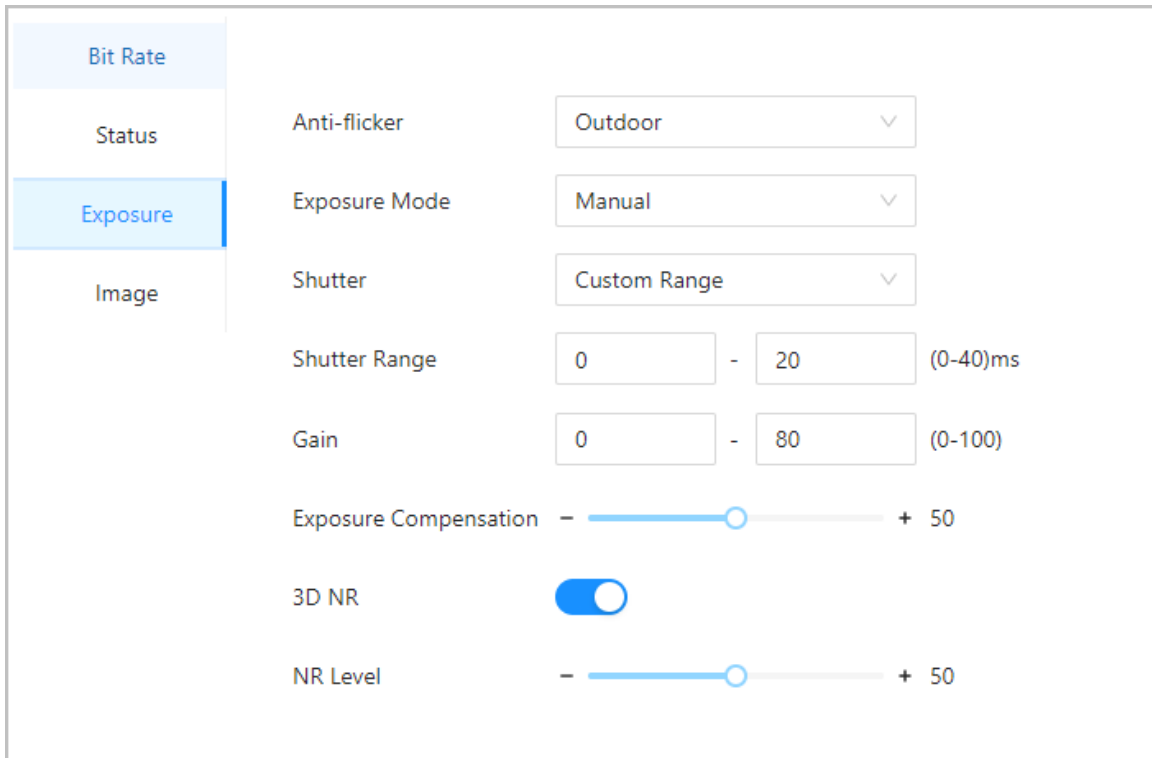 Bit Rate
Status
Exposure
Image
Anti-flicker Outdoor
Exposure Mode Manual
Shutter Custom Range
Shutter Range 0 - 20 (0-40)ms
Gain 0 - 80 (0-100)
Exposure Compensation − + 50
3D NR
NR Level − + 50